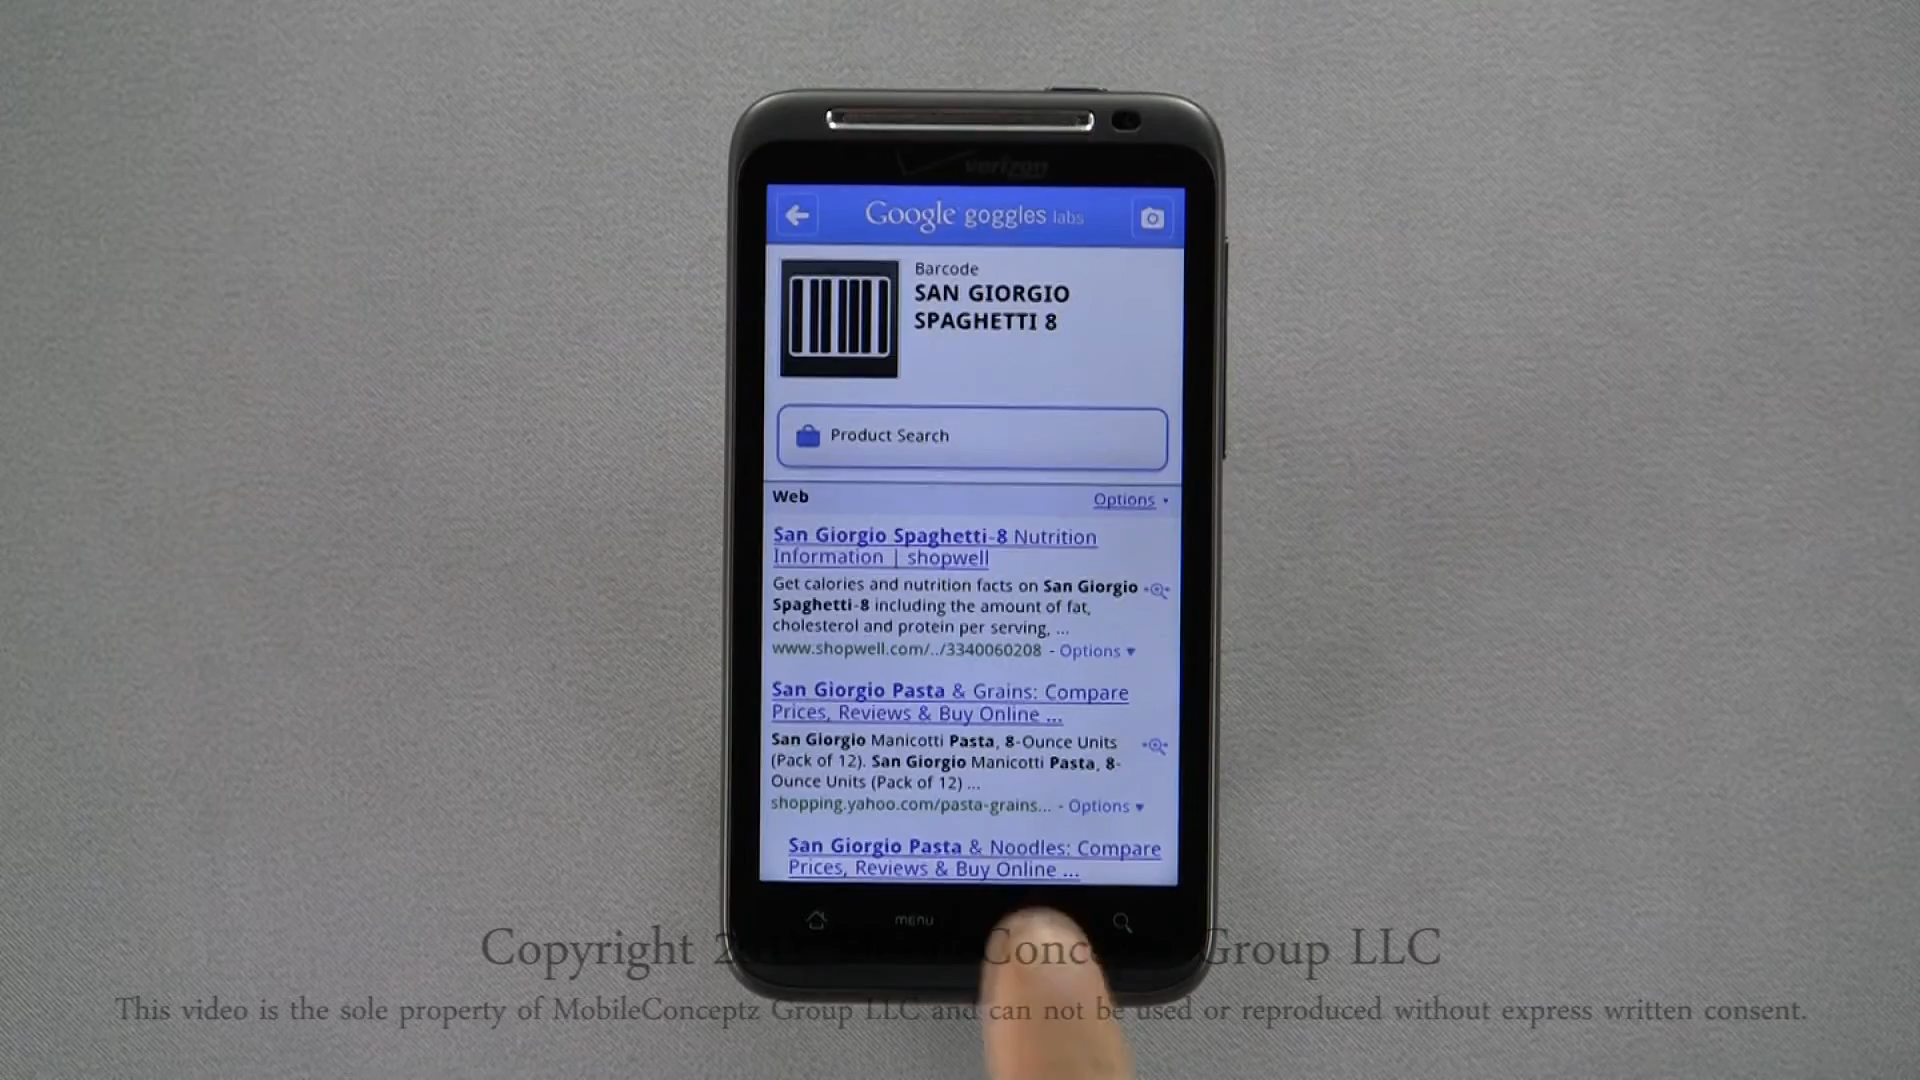 verizon
Google goggles labs
Barcode
SAN GIORGIO
SPAGHETTI 8
Product Search
Web
Options
San Giorgio Spaghetti-8 Nutrition
Information | shopwell
Get calories and nutrition facts on San Giorgio
Spaghetti-8 including the amount of fat,
cholesterol and protein per serving, ...
www.shopwell.com/../3340060208 - Options
San Giorgio Pasta & Grains: Compare
Prices, Reviews & Buy Online ...
San Giorgio Manicotti Pasta, 8-Ounce Units
(Pack of 12). San Giorgio Manicotti Pasta, 8-
Ounce Units (Pack of 12) ...
shopping.yahoo.com/pasta-grains... - Options
San Giorgio Pasta & Noodles: Compare
Prices, Reviews & Buy Online ...
menu
Copyright Group LLC
This video is the sole property of MobileConceptz Group LLC and can not be used or reproduced without express written consent.